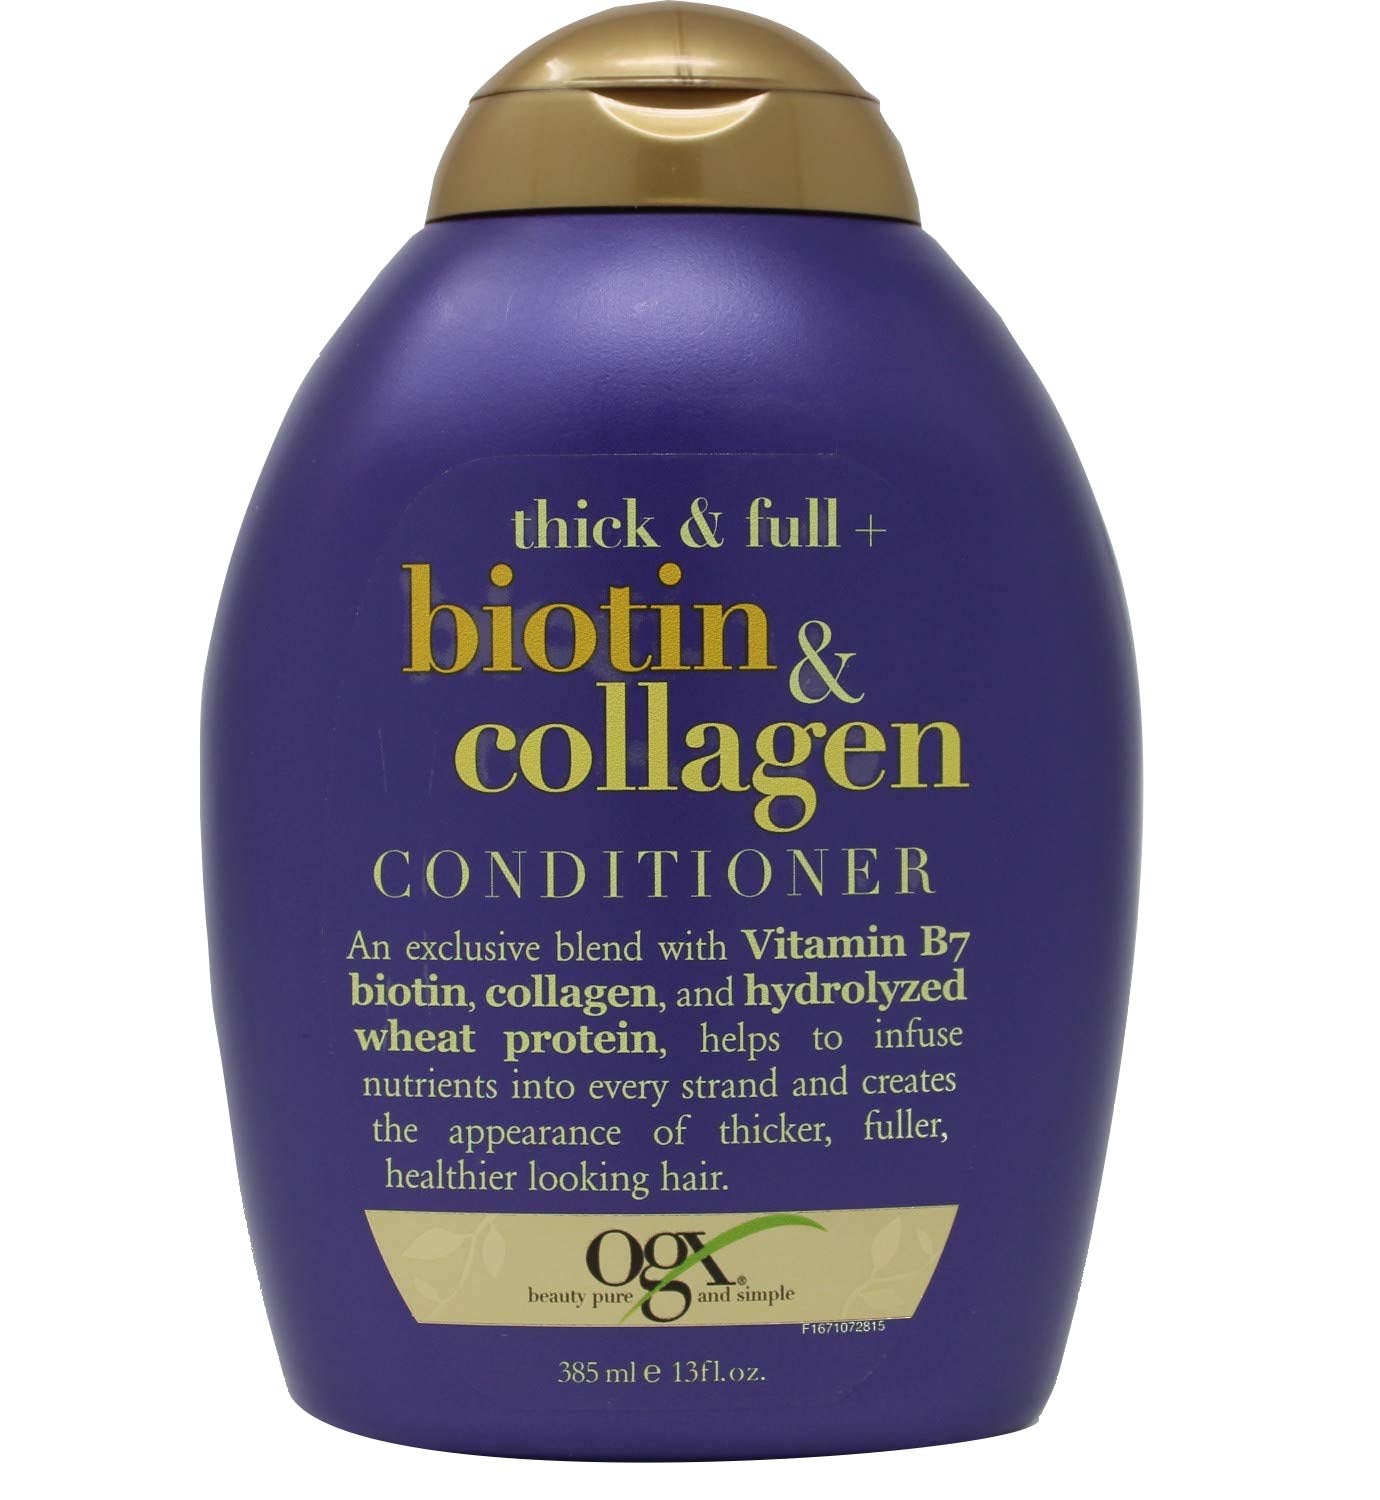 thick & full +
biotin &
collagen
CONDITIONER
An exclusive blend with Vitamin B7
biotin, collagen, and hydrolyzed
wheat protein, helps to infuse
nutrients into every strand and creates
the appearance of thicker, fuller,
healthier looking hair.
ogx®
beauty pure and simple
F1671072815
385 ml e 13fl.oz.